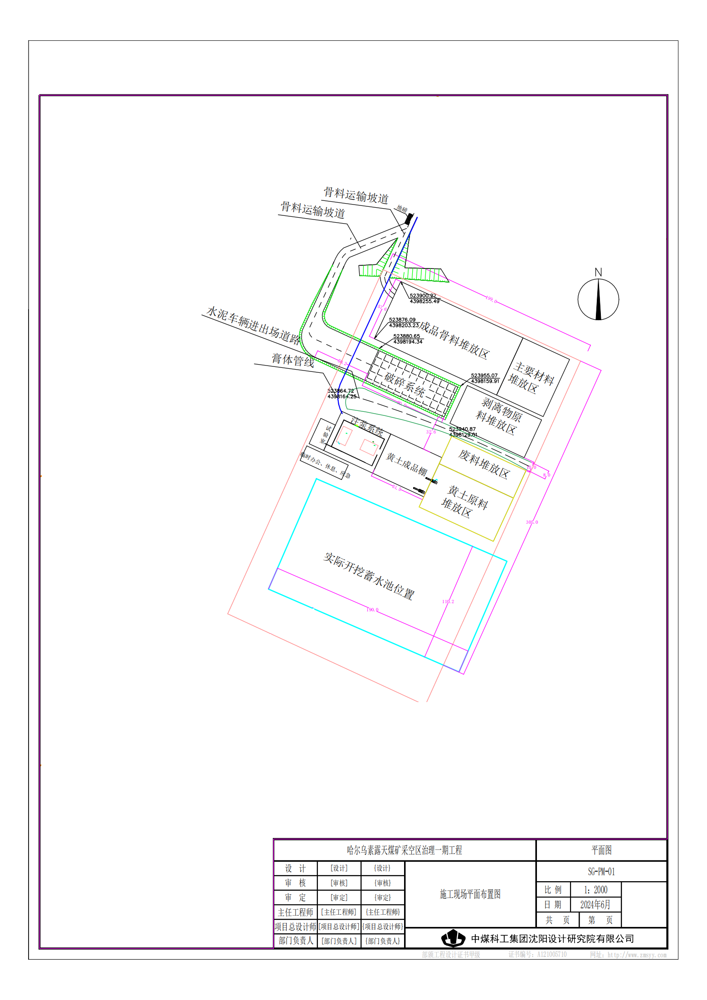 骨料运输坡道
骨料运输坡道
地磅
N
199.0
523900.27
4398255.49
57.6
水泥车辆进出场道路
523876.09
4398203.23
成品骨料堆放区
523880.65
4398194.34
膏体管线
50.2
主要材料
堆放区
破碎系统
523955.07
4398159.91
523864.72
4398164.25
80.0
剥离物原
料堆放区
注浆系统
试验室
32.6
523940.87
4398129.01
临时办公、休息、应急
黄土成品棚
废料堆放区
10.0
8.0
51.5
黄土原料
堆放区
305.0
实际开挖蓄水池位置
110.2
190.0
哈尔乌素露天煤矿采空区治理一期工程
平面图
设 计 [设计] {设计}
审 核 [审核] {审核}
审 定 [审定] {审定}
主任工程师 [主任工程师] {主任工程师}
项目总设计师 [项目总设计师] {项目总设计师}
部门负责人 [部门负责人] {部门负责人}
施工现场平面布置图
SG-PM-01
比 例 1: 2000
日 期 2024年6月
共 页 第 页
中煤科工集团沈阳设计研究院有限公司
部颁工程设计证书甲级 证书编号: A121005710 网址: http://www.zmsyy.com